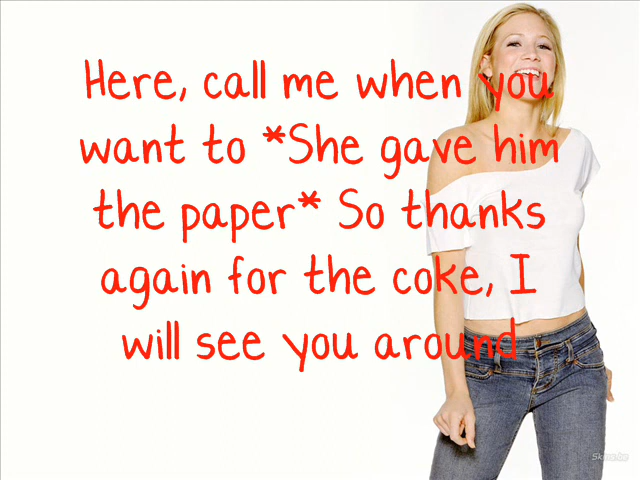 Here, call me when you
want to *She gave him
the paper* So thanks
again for the coke, I
will see you around